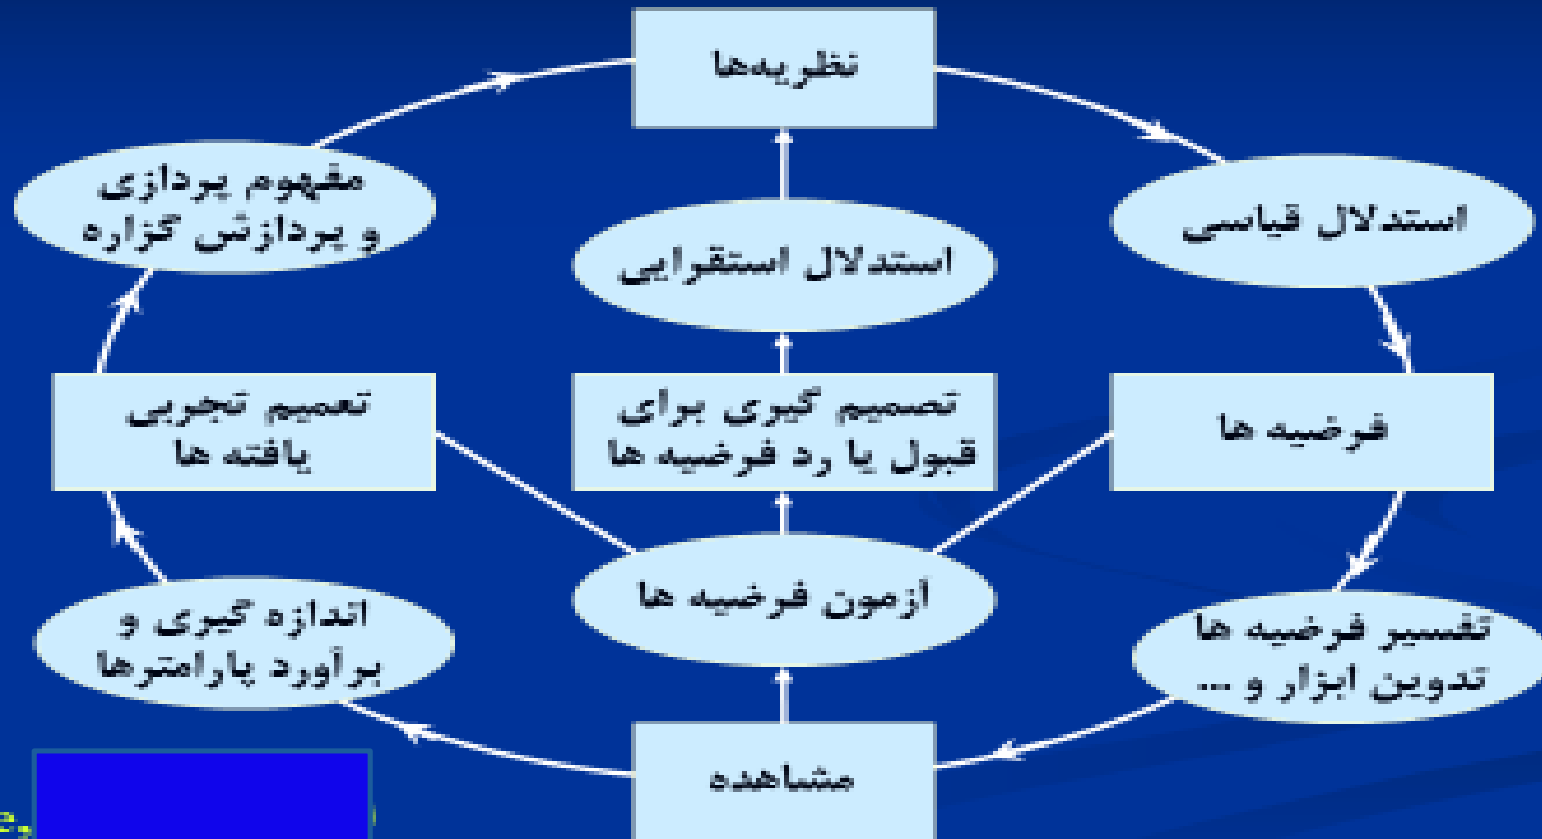 نظریه‌ها
مفهوم پردازی
و پردازش گزاره
استدلال قیاسی
استدلال استقرایی
تعمیم تجربی
یافته ها
تصمیم گیری برای
قبول یا رد فرضیه ها
فرضیه ها
اندازه گیری و
برآورد پارامترها
آزمون فرضیه ها
تفسیر فرضیه ها
تدوین ابزار و ...
مشاهده